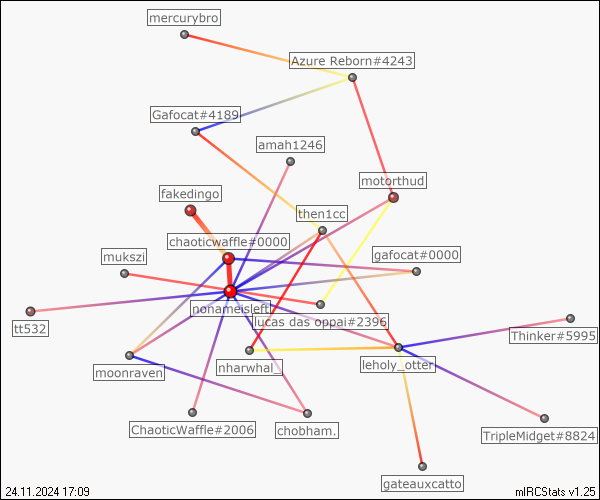 mercurybro
Azure Reborn#4243
Gafocat#4189
amah1246
motorthud
fakedingo
then1cc
chaoticwaffle#0000
gafocat#0000
mukszi
nonameisleft
lucas das oppai#2396
tt532
Thinker#5995
leholy_otter
nharwhal_
moonraven
ChaoticWaffle#2006
chobham.
TripleMidget#8824
gateauxcatto
24.11.2024 17:09
mIRCStats v1.25